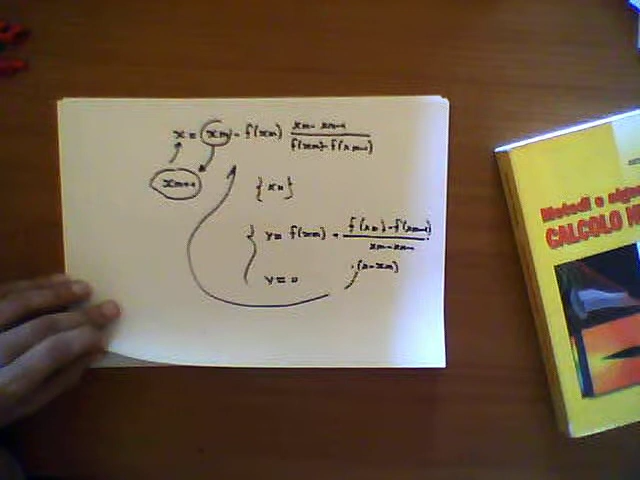 x = xn - f(xn) xn - xn-1 / f(xn) - f(xn-1)
xn+1
{xn}
{ y = f(xn) + f(xn) - f(xn-1) / xn - xn-1
·(x - xn)
y = 0
Metodi e
CALCOLO